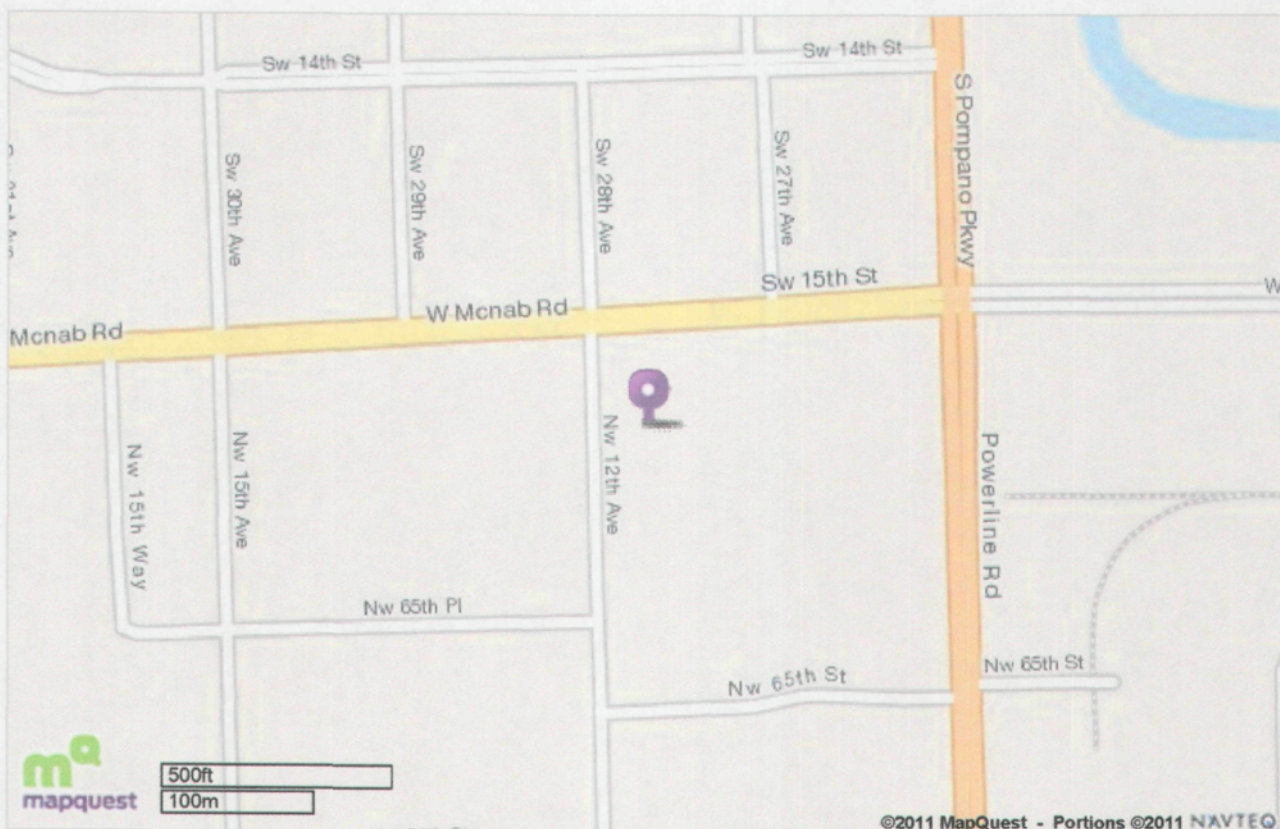 Sw 14th St
Sw 14th St
S Pompano Pkwy
Sw 30th Ave
Sw 29th Ave
Sw 28th Ave
Sw 27th Ave
Sw 15th St
W
W Mcnab Rd
Mcnab Rd
Nw 15th Way
Nw 15th Ave
Nw 12th Ave
Powerline Rd
Nw 65th Pl
Nw 65th St
Nw 65th St
mq
mapquest
500ft
100m
©2011 MapQuest - Portions ©2011 NAVTEQ